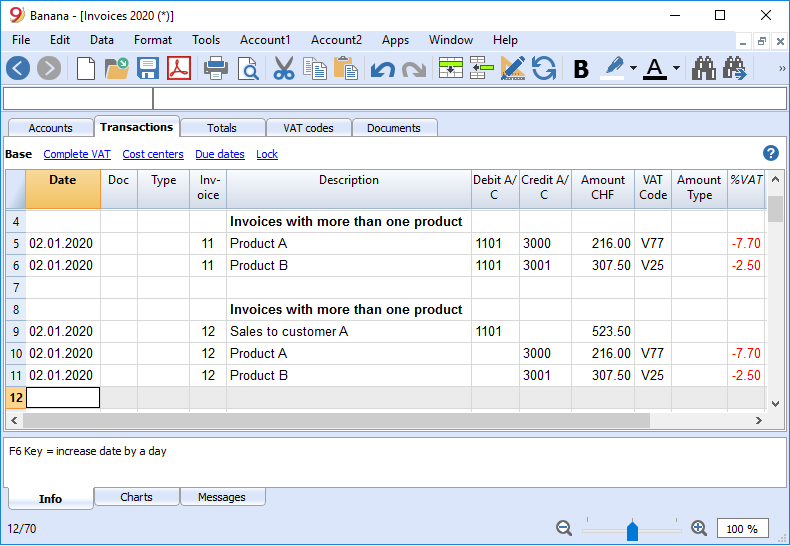 Banana - [Invoices 2020 (*)]
File Edit Data Format Tools Account1 Account2 Apps Window Help
B A »
Accounts Transactions Totals VAT codes Documents
Base Complete VAT Cost centers Due dates Lock ?
Date Doc Type Inv-oice Description Debit A/C Credit A/C Amount CHF VAT Code Amount Type %VAT
4 Invoices with more than one product
5 02.01.2020 11 Product A 1101 3000 216.00 V77 -7.70
6 02.01.2020 11 Product B 1101 3001 307.50 V25 -2.50
7
8 Invoices with more than one product
9 02.01.2020 12 Sales to customer A 1101 523.50
10 02.01.2020 12 Product A 3000 216.00 V77 -7.70
11 02.01.2020 12 Product B 3001 307.50 V25 -2.50
12
F6 Key = increase date by a day
Info Charts Messages
12/70 100 %